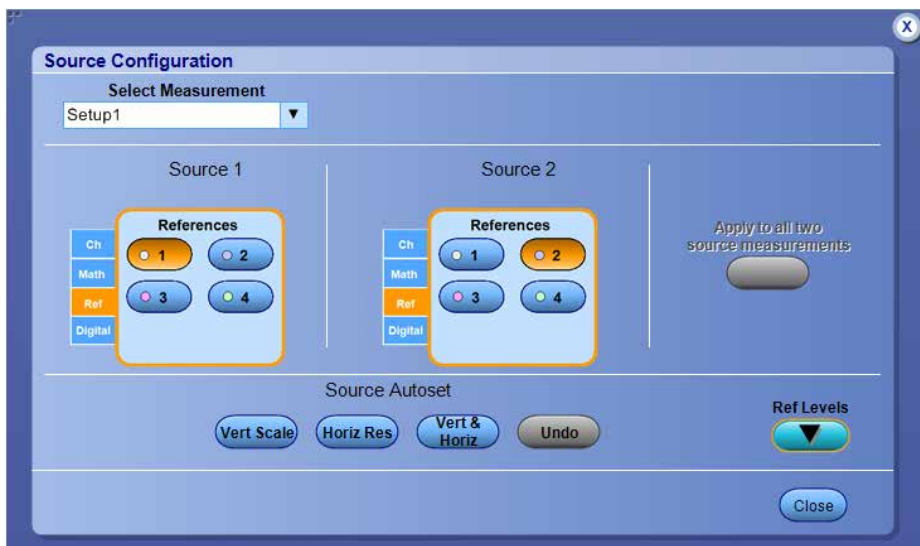 X
Source Configuration
Select Measurement
Setup1
Source 1
Source 2
References
Ch
Math
Ref
Digital
1
2
3
4
References
Ch
Math
Ref
Digital
1
2
3
4
Apply to all two
source measurements
Source Autoset
Vert Scale
Horiz Res
Vert &
Horiz
Undo
Ref Levels
Close